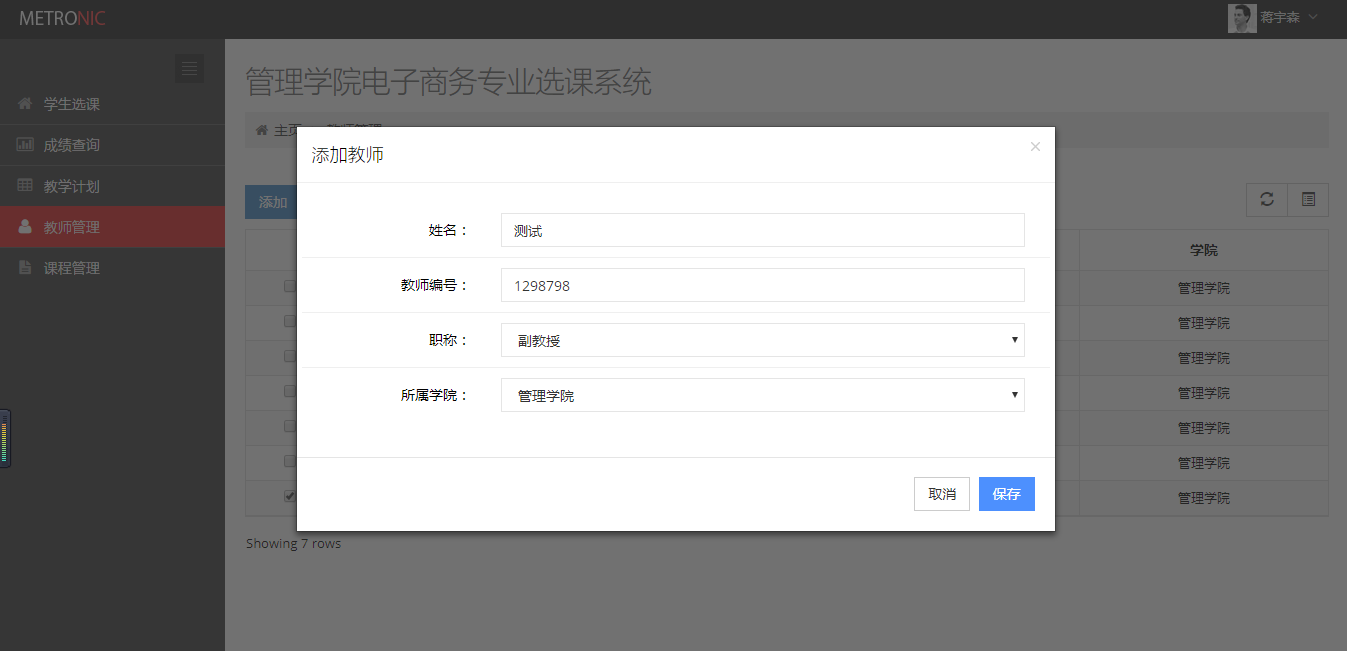 METRONIC
蒋宇森
学生选课
成绩查询
教学计划
教师管理
课程管理
管理学院电子商务专业选课系统
主页
教师管理
添加
添加教师
×
姓名：
测试
教师编号：
1298798
职称：
副教授
所属学院：
管理学院
取消
保存
学院
管理学院
管理学院
管理学院
管理学院
管理学院
管理学院
管理学院
Showing 7 rows